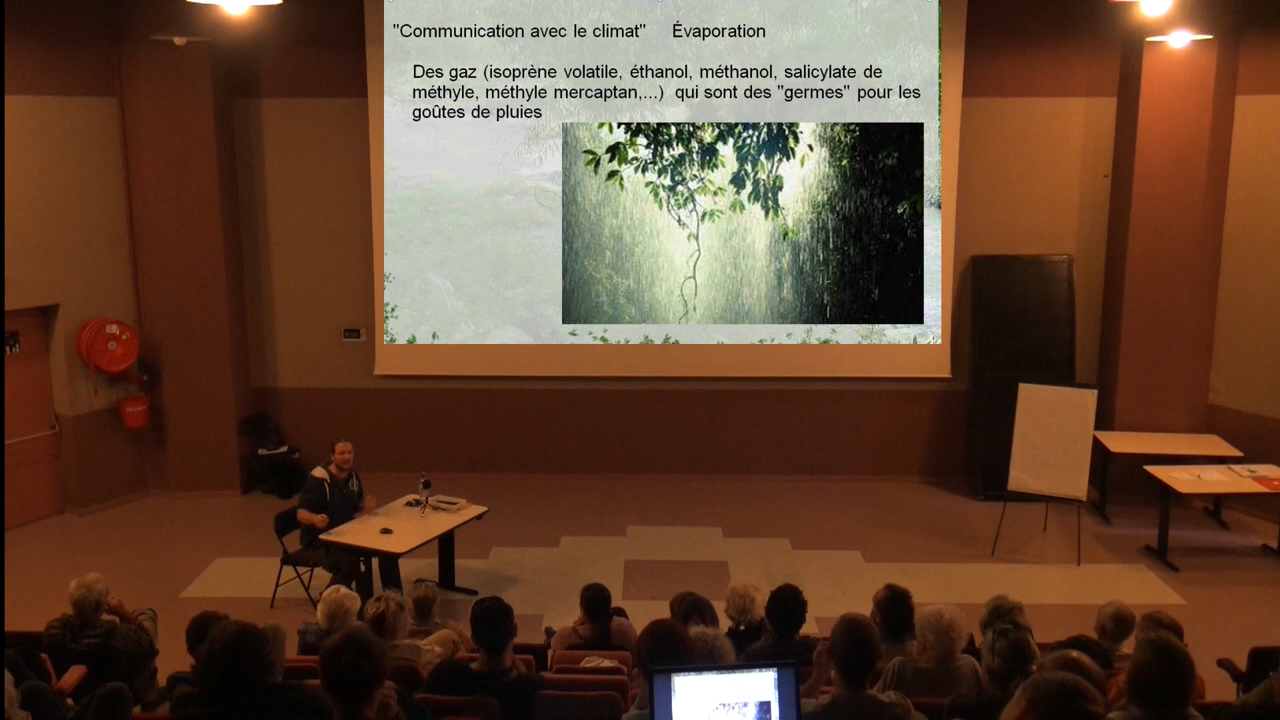 "Communication avec le climat" Évaporation
Des gaz (isoprène volatile, éthanol, méthanol, salicylate de
méthyle, méthyle mercaptan,...) qui sont des "germes" pour les
goûtes de pluies